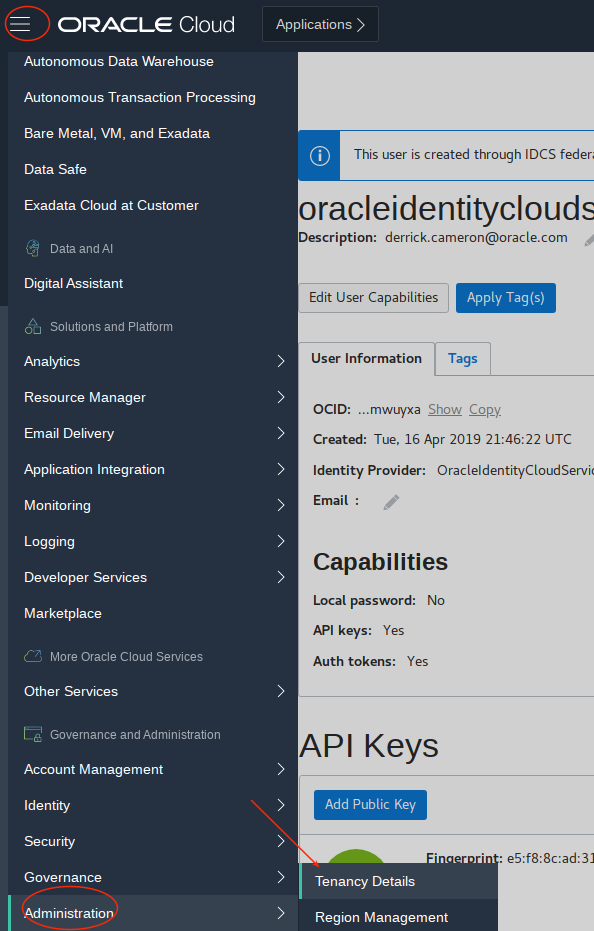 ORACLE Cloud
Applications
Autonomous Data Warehouse
Autonomous Transaction Processing
Bare Metal, VM, and Exadata
Data Safe
Exadata Cloud at Customer
Data and AI
Digital Assistant
Solutions and Platform
Analytics
Resource Manager
Email Delivery
Application Integration
Monitoring
Logging
Developer Services
Marketplace
More Oracle Cloud Services
Other Services
Governance and Administration
Account Management
Identity
Security
Governance
Administration
Tenancy Details
Region Management
This user is created through IDCS federa
oracleidentityclouds
Description: derrick.cameron@oracle.com
Edit User Capabilities
Apply Tag(s)
User Information
Tags
OCID: ...mwuyxa Show Copy
Created: Tue, 16 Apr 2019 21:46:22 UTC
Identity Provider: OracleIdentityCloudServic
Email :
Capabilities
Local password: No
API keys: Yes
Auth tokens: Yes
API Keys
Add Public Key
Fingerprint: e5:f8:8c:ad:31